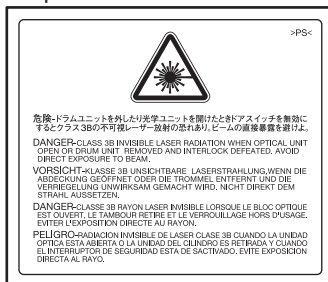 >PS<
危険-ドラムユニットを外したり光学ユニットを開けたときドアスイッチを無効に
するとクラス3Bの不可視レーザー放射の恐れあり。ビームの直接暴露を避けよ。
DANGER-CLASS 3B INVISIBLE LASER RADIATION WHEN OPTICAL UNIT
OPEN OR DRUM UNIT REMOVED AND INTERLOCK DEFEATED. AVOID
DIRECT EXPOSURE TO BEAM.
VORSICHT-KLASSE 3B UNSICHTBARE LASERSTRAHLUNG,WENN DIE
ABDECKUNG GEÖFFNET ODER DIE TROMMEL ENTFERNT UND DIE
VERRIEGELUNG UNWIRKSAM GEMACHT WIRD. NICHT DIREKT DEM
STRAHL AUSSETZEN.
DANGER-CLASSE 3B RAYON LASER INVISIBLE LORSQUE LE BLOC OPTIQUE
EST OUVERT, LE TAMBOUR RETIRE ET LE VERROUILLAGE HORS D'USAGE.
EVITER L'EXPOSITION DIRECTE AU RAYON.
PELIGRO-RADIACION INVISIBLE DE LASER CLASE 3B CUANDO LA UNIDAD
OPTICA ESTA ABIERTA O LA UNIDAD DEL CILINDRO ES RETIRADA Y CUANDO
EL INTERRUPTOR DE SEGURIDAD ESTA DE SACTIVADO. EVITE EXPOSICION
DIRECTA AL RAYO.